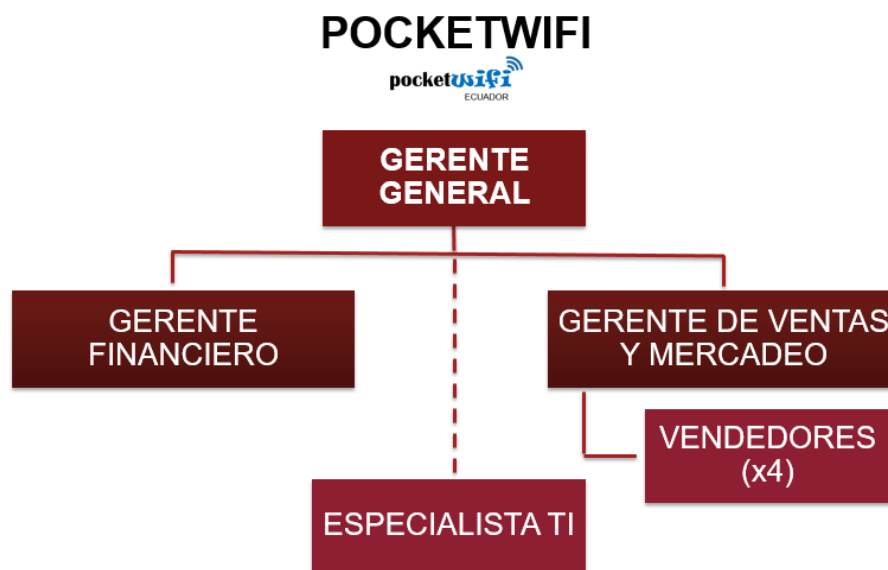 POCKETWIFI
pocketwifi
ECUADOR
GERENTE
GENERAL
GERENTE
FINANCIERO
GERENTE DE VENTAS
Y MERCADEO
VENDEDORES
(x4)
ESPECIALISTA TI